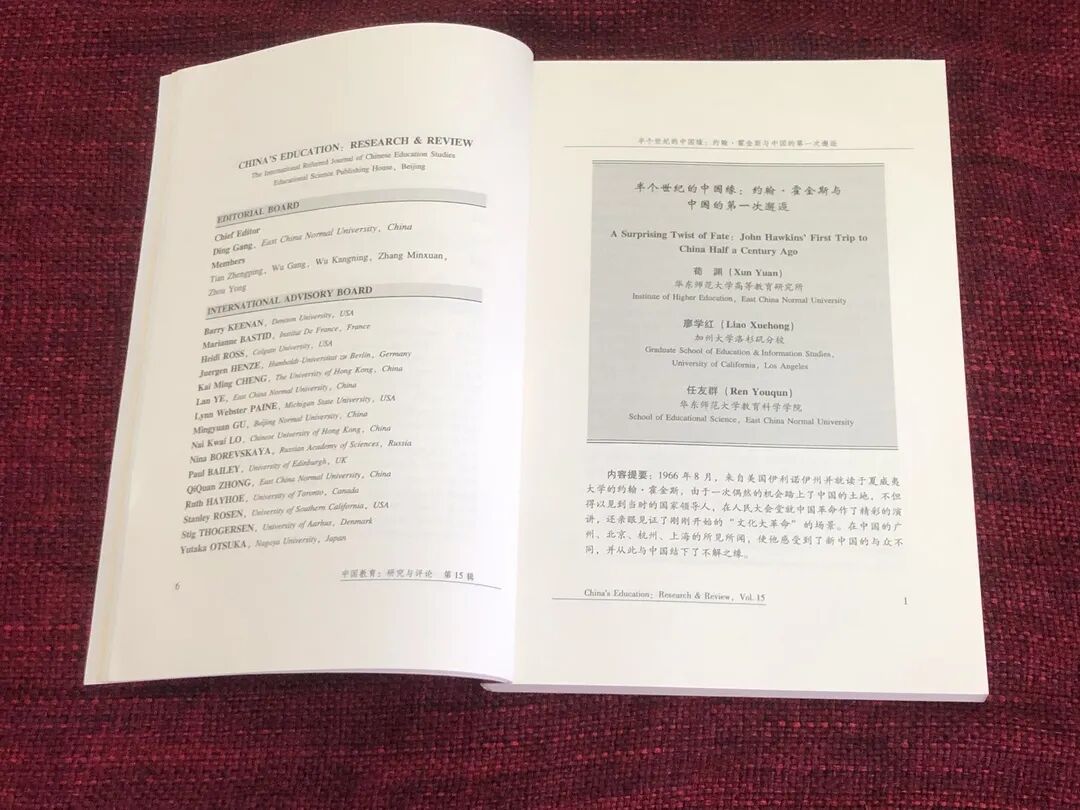 CHINA'S EDUCATION: RESEARCH & REVIEW
The International Refereed Journal of Chinese Education Studies
Educational Science Publishing House, Beijing
EDITORIAL BOARD
Chief Editor
Ding Gang, East China Normal University, China
Members
Tian Zhengping, Wu Gang, Wu Kangning, Zhang Minxuan,
Zhou Yong
INTERNATIONAL ADVISORY BOARD
Barry KEENAN, Denison University, USA
Marianne BASTID, Institut De France, France
Heidi ROSS, Colgate University, USA
Juergen HENZE, Humboldt-Universitat zu Berlin, Germany
Kai Ming CHENG, The University of Hong Kong, China
Lan YE, East China Normal University, China
Lynn Webster PAINE, Michigan State University, USA
Mingyuan GU, Beijing Normal University, China
Nai Kwai LO, Chinese University of Hong Kong, China
Nina BOREVSKAYA, Russian Academy of Sciences, Russia
Paul BAILEY, University of Edinburgh, UK
QiQuan ZHONG, East China Normal University, China
Ruth HAYHOE, University of Toronto, Canada
Stanley ROSEN, University of Southern California, USA
Stig THOGERSEN, University of Aarhus, Denmark
Yutaka OTSUKA, Nagoya University, Japan
6
中国教育：研究与评论 第15辑
半个世纪的中国缘：约翰·霍金斯与中国的第一次邂逅
半个世纪的中国缘：约翰·霍金斯与
中国的第一次邂逅
A Surprising Twist of Fate: John Hawkins' First Trip to
China Half a Century Ago
荀 渊 (Xun Yuan)
华东师范大学高等教育研究所
Institute of Higher Education, East China Normal University
廖学红 (Liao Xuehong)
加州大学洛杉矶分校
Graduate School of Education & Information Studies,
University of California, Los Angeles
任友群 (Ren Youqun)
华东师范大学教育科学学院
School of Educational Science, East China Normal University
内容提要：1966 年 8 月，来自美国伊利诺伊州并就读于夏威夷
大学的约翰·霍金斯，由于一次偶然的机会踏上了中国的土地，不但
得以见到当时的国家领导人，在人民大会堂就中国革命作了精彩的演
讲，还亲眼见证了刚刚开始的“文化大革命”的场景。在中国的广
州、北京、杭州、上海的所见所闻，使他感受到了新中国的与众不
同，并从此与中国结下了不解之缘。
China's Education: Research & Review, Vol. 15
1